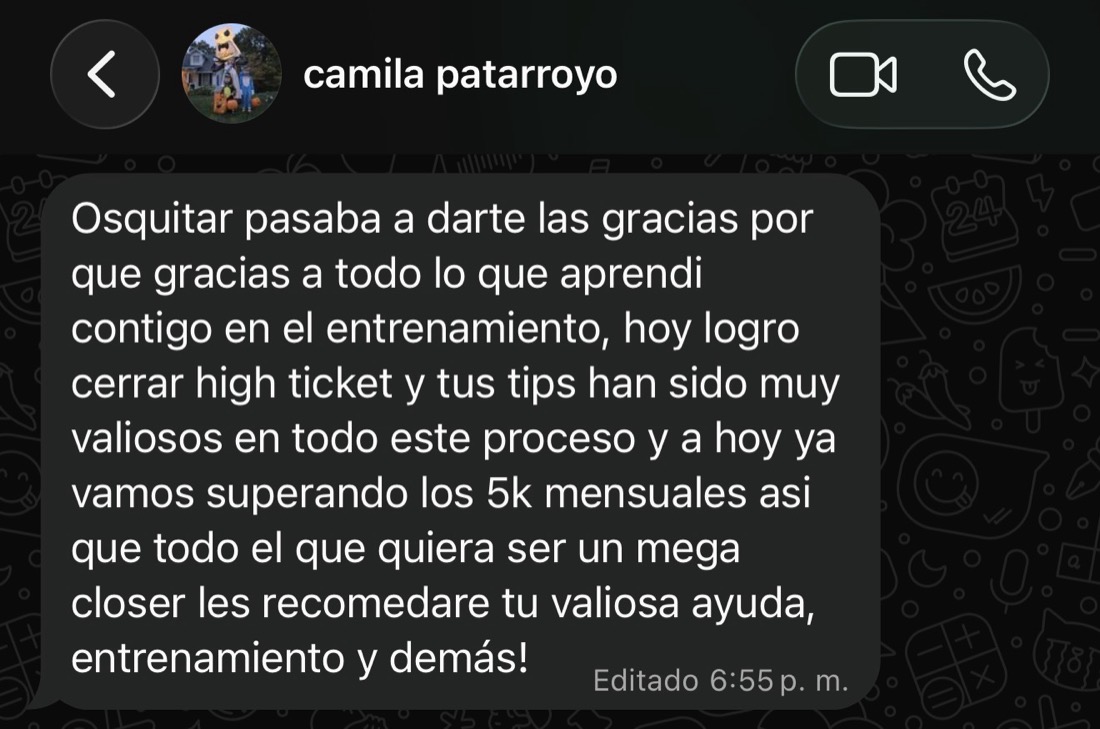 camila patarroyo
Osquitar pasaba a darte las gracias por
que gracias a todo lo que aprendi
contigo en el entrenamiento, hoy logro
cerrar high ticket y tus tips han sido muy
valiosos en todo este proceso y a hoy ya
vamos superando los 5k mensuales asi
que todo el que quiera ser un mega
closer les recomedare tu valiosa ayuda,
entrenamiento y demás!
Editado 6:55 p. m.